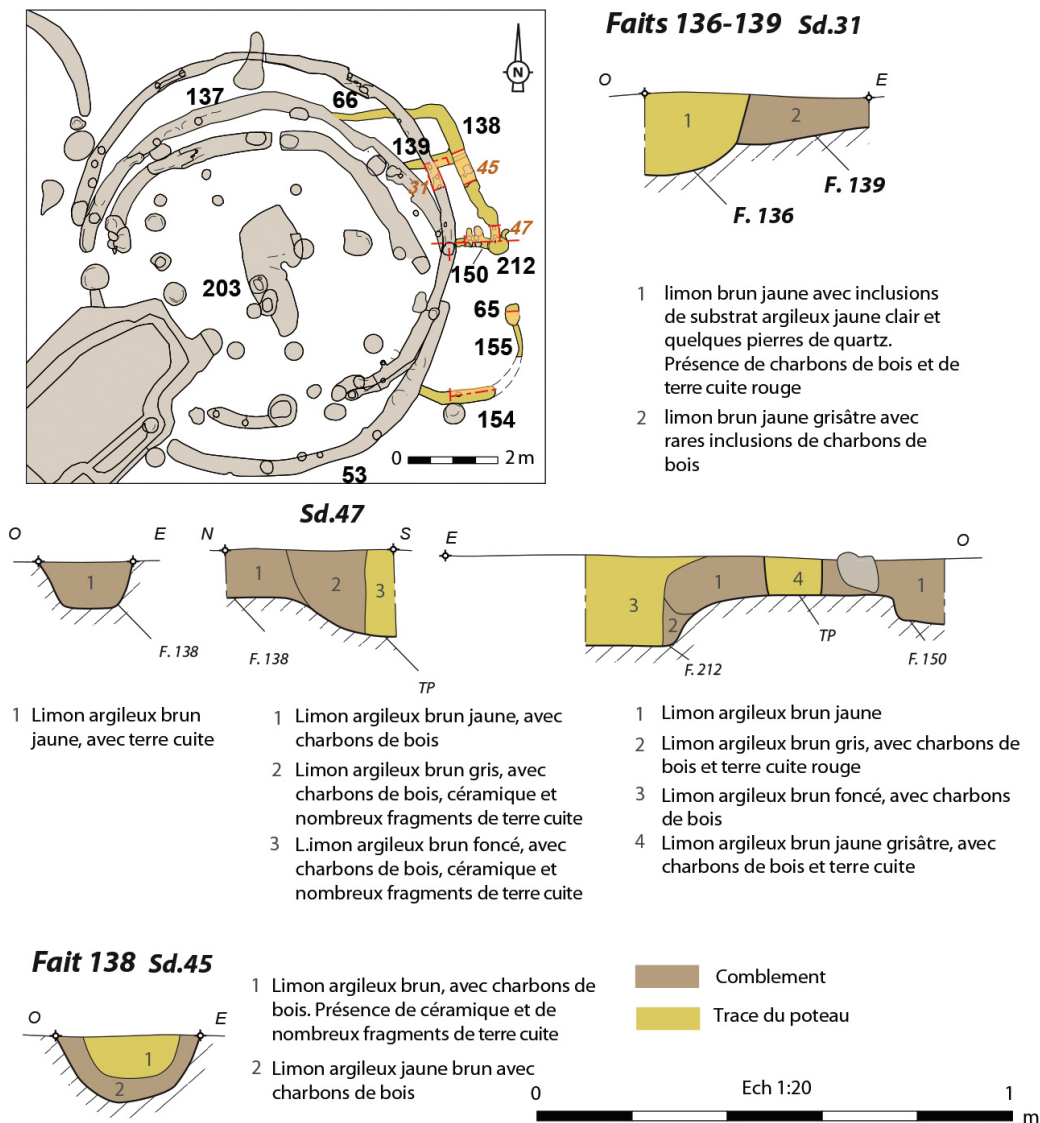 Faits 136-139 Sd.31
N
137
66
138
139
45
31
47
150
212
203
65
155
154
53
0 2 m
O E
1 2
F. 139
F. 136
1 limon brun jaune avec inclusions
de substrat argileux jaune clair et
quelques pierres de quartz.
Présence de charbons de bois et de
terre cuite rouge
2 limon brun jaune grisâtre avec
rares inclusions de charbons de
bois
Sd.47
O E
1
F. 138
N S
1 2 3
F. 138
TP
E O
3 1 4 1
2
TP
F. 212
F. 150
1 Limon argileux brun
jaune, avec terre cuite
1 Limon argileux brun jaune, avec
charbons de bois
2 Limon argileux brun gris, avec
charbons de bois, céramique et
nombreux fragments de terre cuite
3 L.imon argileux brun foncé, avec
charbons de bois, céramique et
nombreux fragments de terre cuite
1 Limon argileux brun jaune
2 Limon argileux brun gris, avec charbons de
bois et terre cuite rouge
3 Limon argileux brun foncé, avec charbons
de bois
4 Limon argileux brun jaune grisâtre, avec
charbons de bois et terre cuite
Fait 138 Sd.45
O E
1
2
1 Limon argileux brun, avec charbons de
bois. Présence de céramique et de
nombreux fragments de terre cuite
2 Limon argileux jaune brun avec
charbons de bois
Comblement
Trace du poteau
0 Ech 1:20 1
m